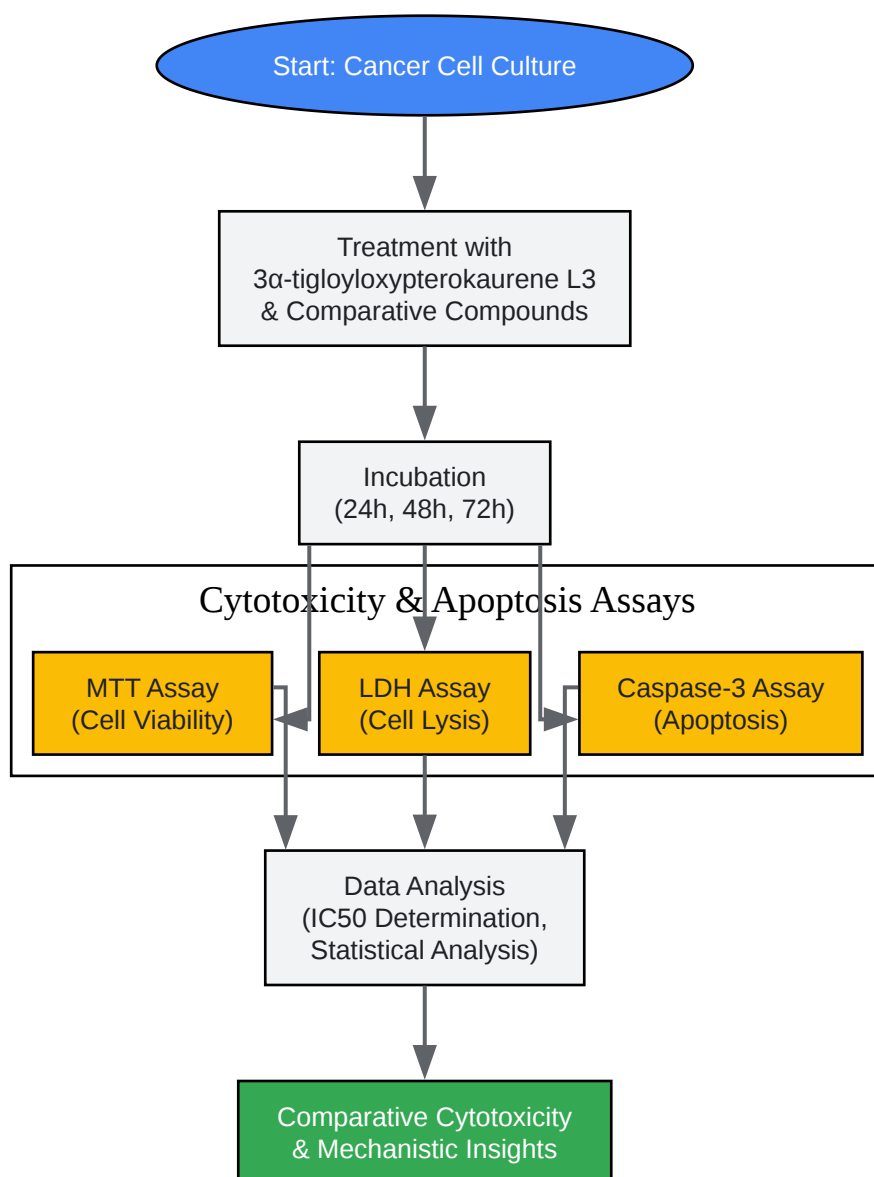 Start: Cancer Cell Culture
Treatment with
3α-tigloyloxypterokaurene L3
& Comparative Compounds
Incubation
(24h, 48h, 72h)
Cytotoxicity & Apoptosis Assays
MTT Assay
(Cell Viability)
LDH Assay
(Cell Lysis)
Caspase-3 Assay
(Apoptosis)
Data Analysis
(IC50 Determination,
Statistical Analysis)
Comparative Cytotoxicity
& Mechanistic Insights